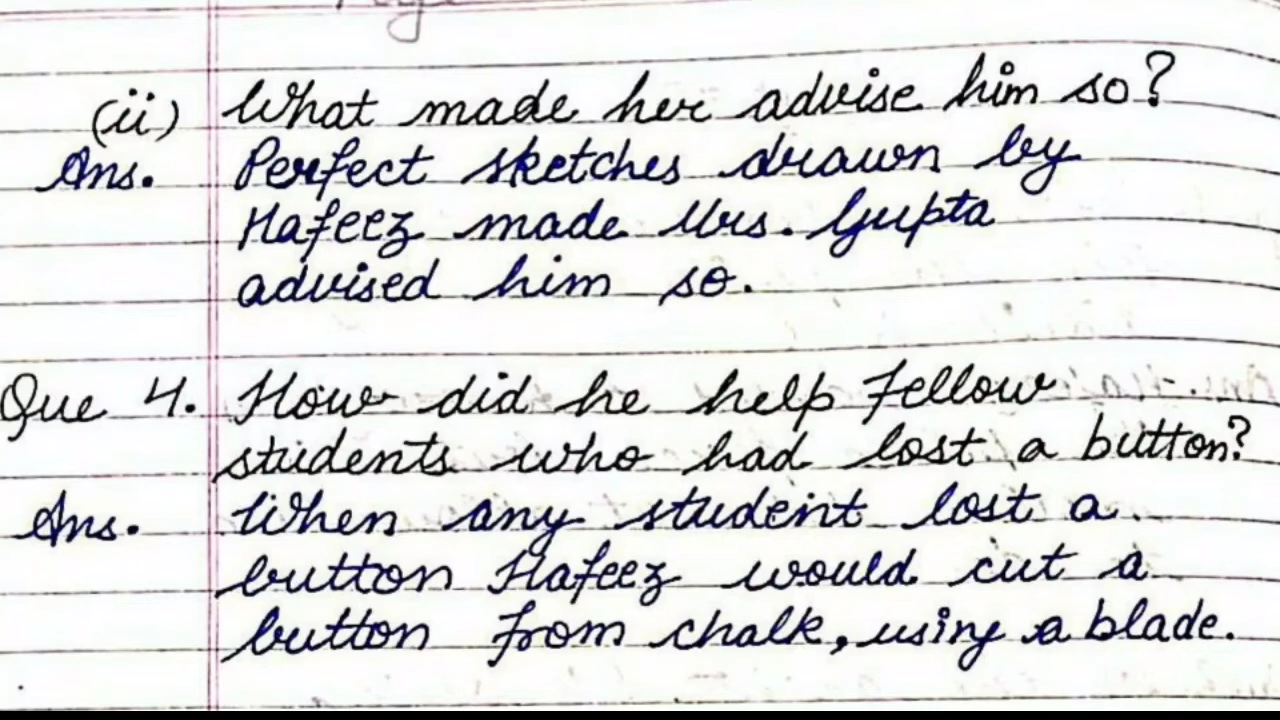 (ii) What made her advise him so?
Ans. Perfect sketches drawn by
Hafeez made Mrs. Gupta
advised him so.
Que 4. How did he help fellow
students who had lost a button?
Ans. When any student lost a
button Hafeez would cut a
button from chalk, using a blade.